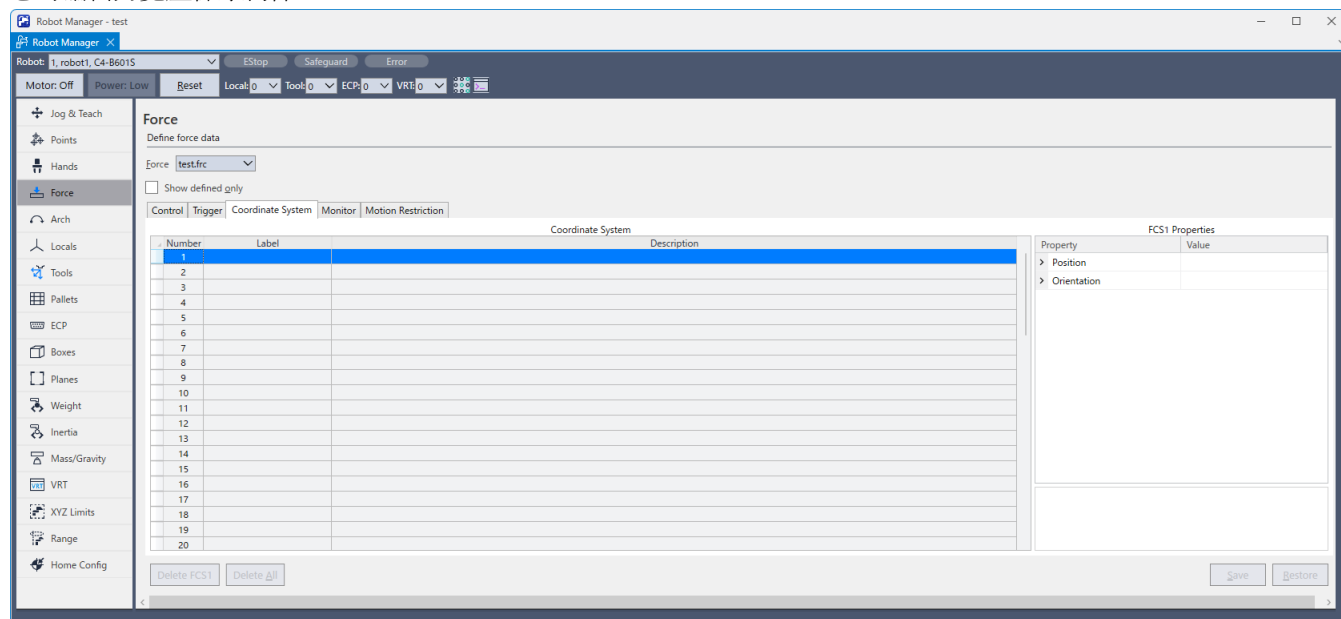 Robot Manager - test
Robot Manager
Robot: 1, robot1, C4-B601S EStop Safeguard Error
Motor: Off Power: Low Reset Local: 0 Tool: 0 ECP: 0 VRT: 0
Jog & Teach
Points
Hands
Force
Arch
Locals
Tools
Pallets
ECP
Boxes
Planes
Weight
Inertia
Mass/Gravity
VRT VRT
XYZ Limits
Range
Home Config
Force
Define force data
Force test.frc
Show defined only
Control Trigger Coordinate System Monitor Motion Restriction
Coordinate System
Number Label Description
1
2
3
4
5
6
7
8
9
10
11
12
13
14
15
16
17
18
19
20
FCS1 Properties
Property Value
Position
Orientation
Delete FCS1 Delete All Save Restore